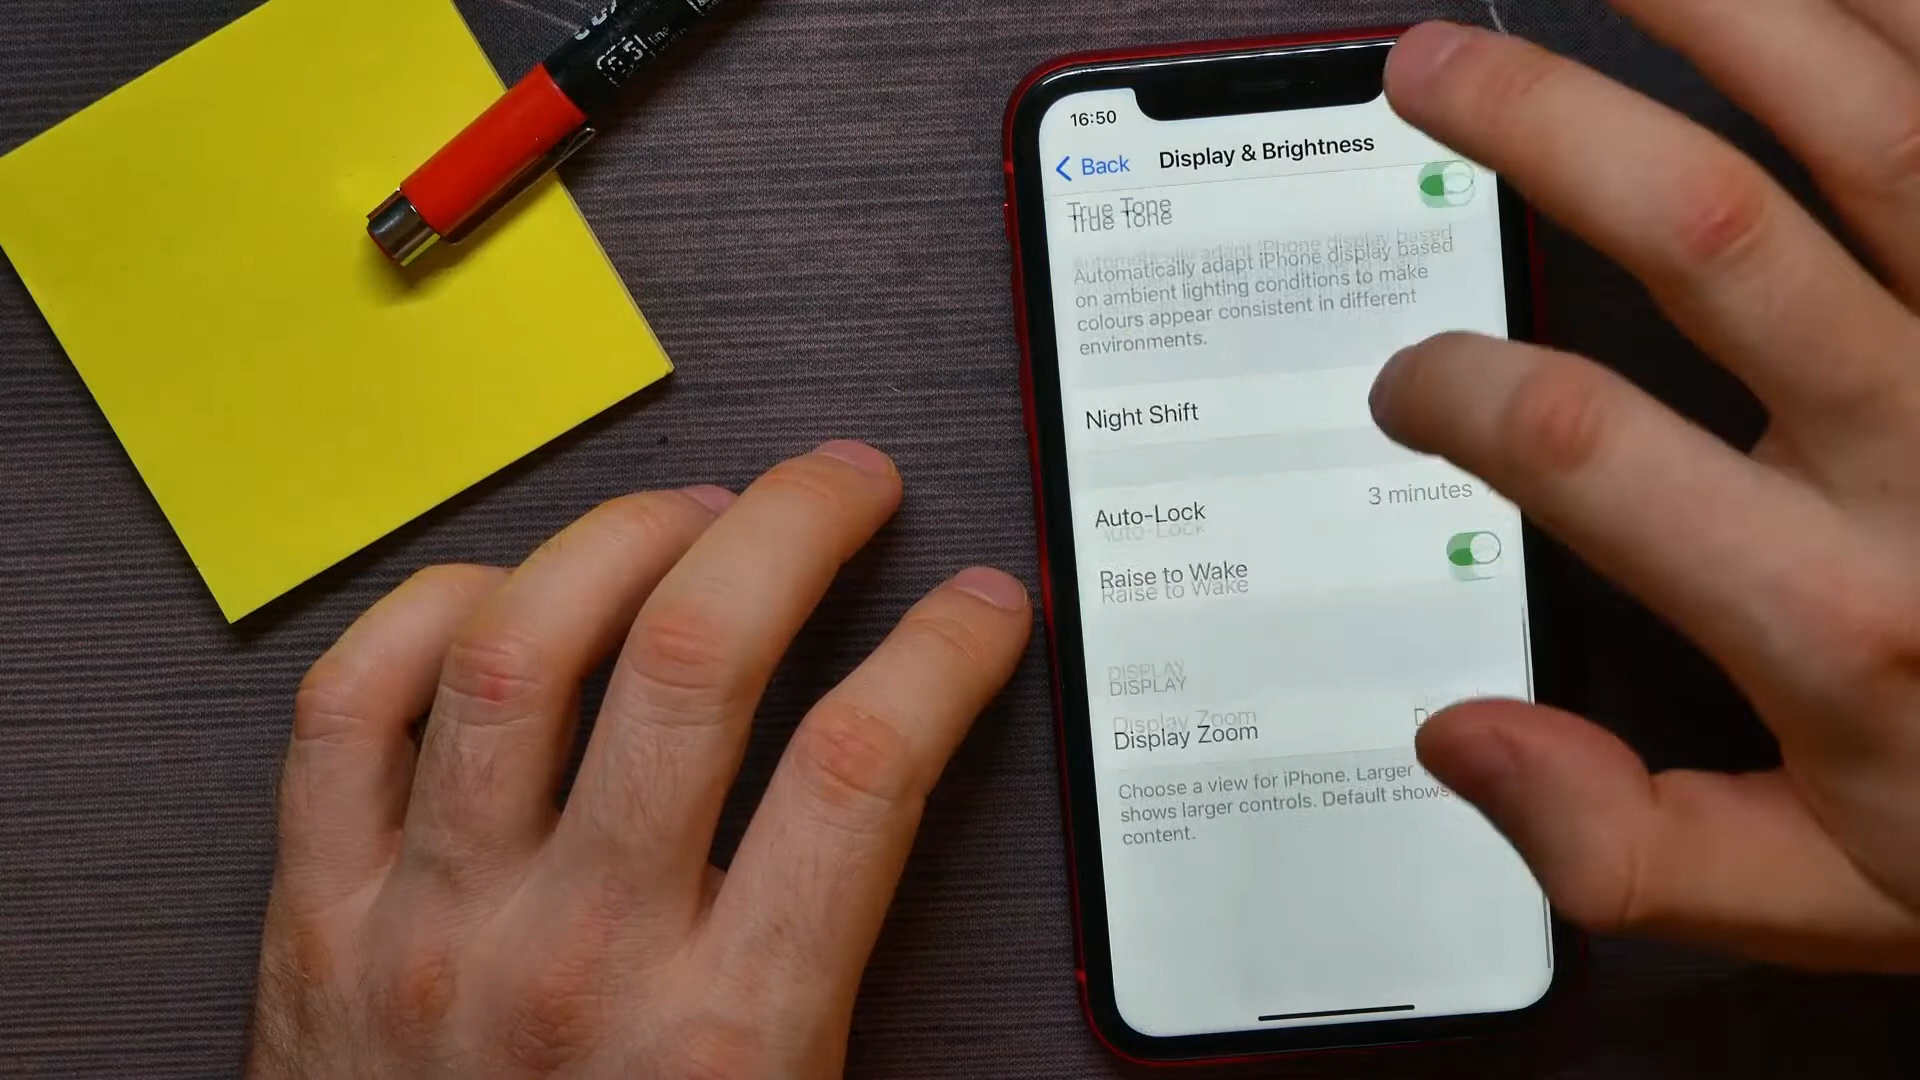 16:50
Back
Display & Brightness
True Tone
Automatically adapt iPhone display based
on ambient lighting conditions to make
colours appear consistent in different
environments.
Night Shift
Auto-Lock
3 minutes
Raise to Wake
DISPLAY
Display Zoom
Choose a view for iPhone. Larger
shows larger controls. Default shows
content.